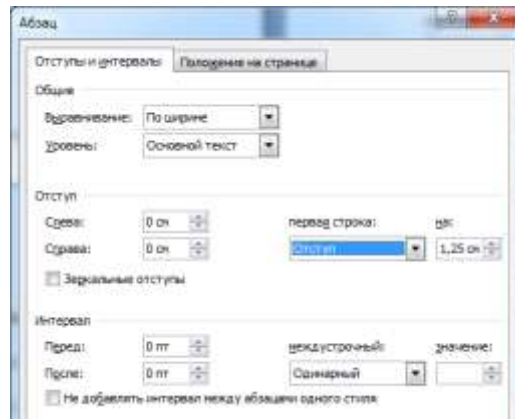 Абзац
Отступы и интервалы Положение на странице
Общие
Выравнивание: По ширине
Уровень: Основной текст
Отступ
Слева: 0 см первая строка: на:
Справа: 0 см Отступ 1,25 см
Зеркальные отступы
Интервал
Перед: 0 пт междустрочный: значение:
После: 0 пт Одинарный
Не добавлять интервал между абзацами одного стиля